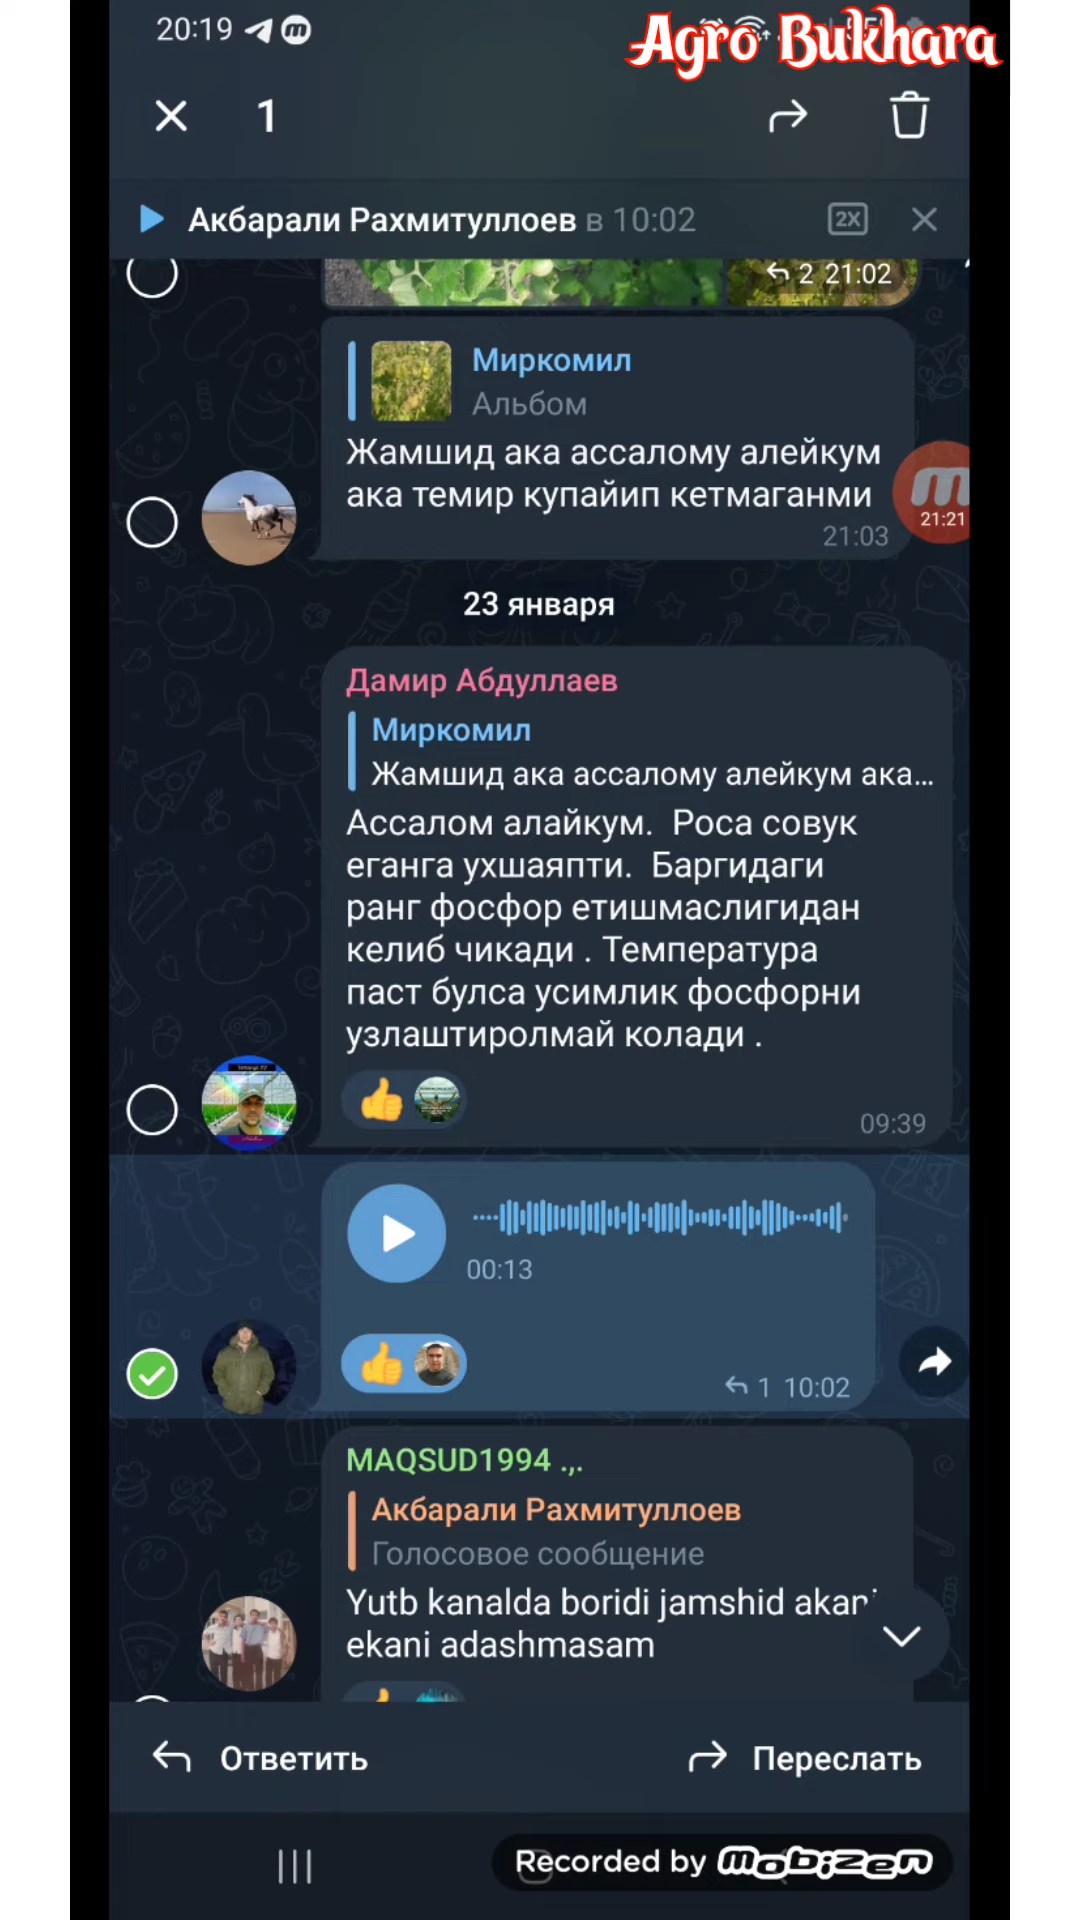 20:19
Agro Bukhara
1
Акбарали Рахмитуллоев в 10:02
2X
2 21:02
Миркомил
Альбом
Жамшид ака ассалому алейкум
ака темир купайип кетмаганми
21:03
21:21
23 января
Дамир Абдуллаев
Миркомил
Жамшид ака ассалому алейкум ака...
Ассалом алайкум. Роса совук
еганга ухшаяпти. Баргидаги
ранг фосфор етишмаслигидан
келиб чикади . Температура
паст булса усимлик фосфорни
узлаштиролмай колади .
09:39
00:13
1 10:02
MAQSUD1994 .,.
Акбарали Рахмитуллоев
Голосовое сообщение
Yutb kanalda boridi jamshid
ekani adashmasam
Ответить
Переслать
Recorded by mobizen